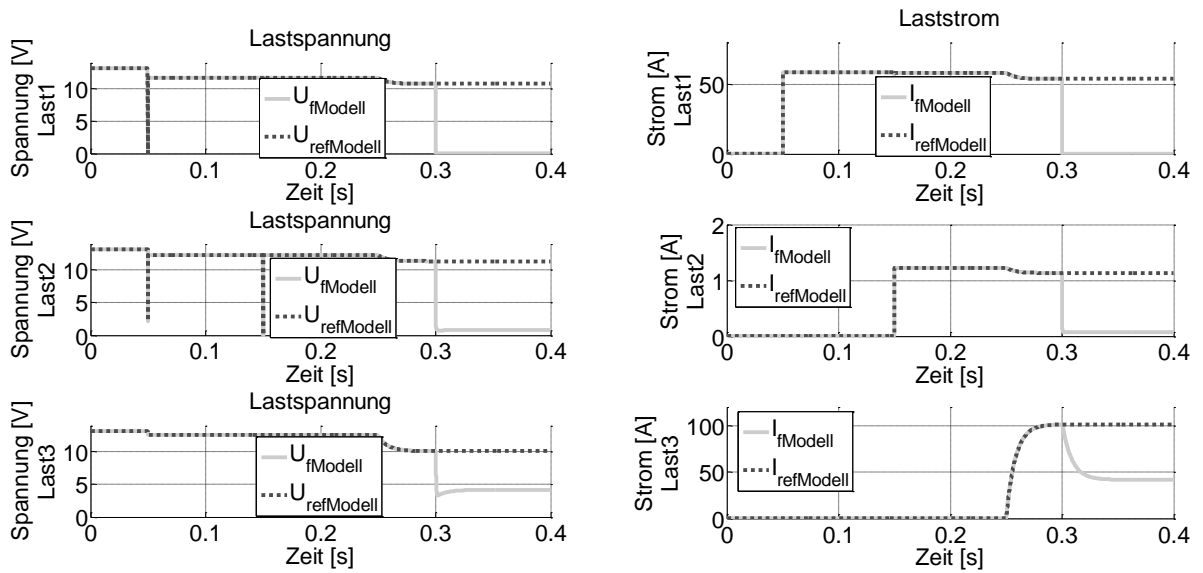 Lastspannung
Spannung [V]
Last1
10
5
0
U_fModell
U_refModell
0 0.1 0.2 0.3 0.4
Zeit [s]
Lastspannung
Spannung [V]
Last2
10
5
0
U_fModell
U_refModell
0 0.1 0.2 0.3 0.4
Zeit [s]
Lastspannung
Spannung [V]
Last3
10
5
0
U_fModell
U_refModell
0 0.1 0.2 0.3 0.4
Zeit [s]
Laststrom
Strom [A]
Last1
50
0
I_fModell
I_refModell
0 0.1 0.2 0.3 0.4
Zeit [s]
Strom [A]
Last2
2
1
0
I_fModell
I_refModell
0 0.1 0.2 0.3 0.4
Zeit [s]
Strom [A]
Last3
100
50
0
I_fModell
I_refModell
0 0.1 0.2 0.3 0.4
Zeit [s]